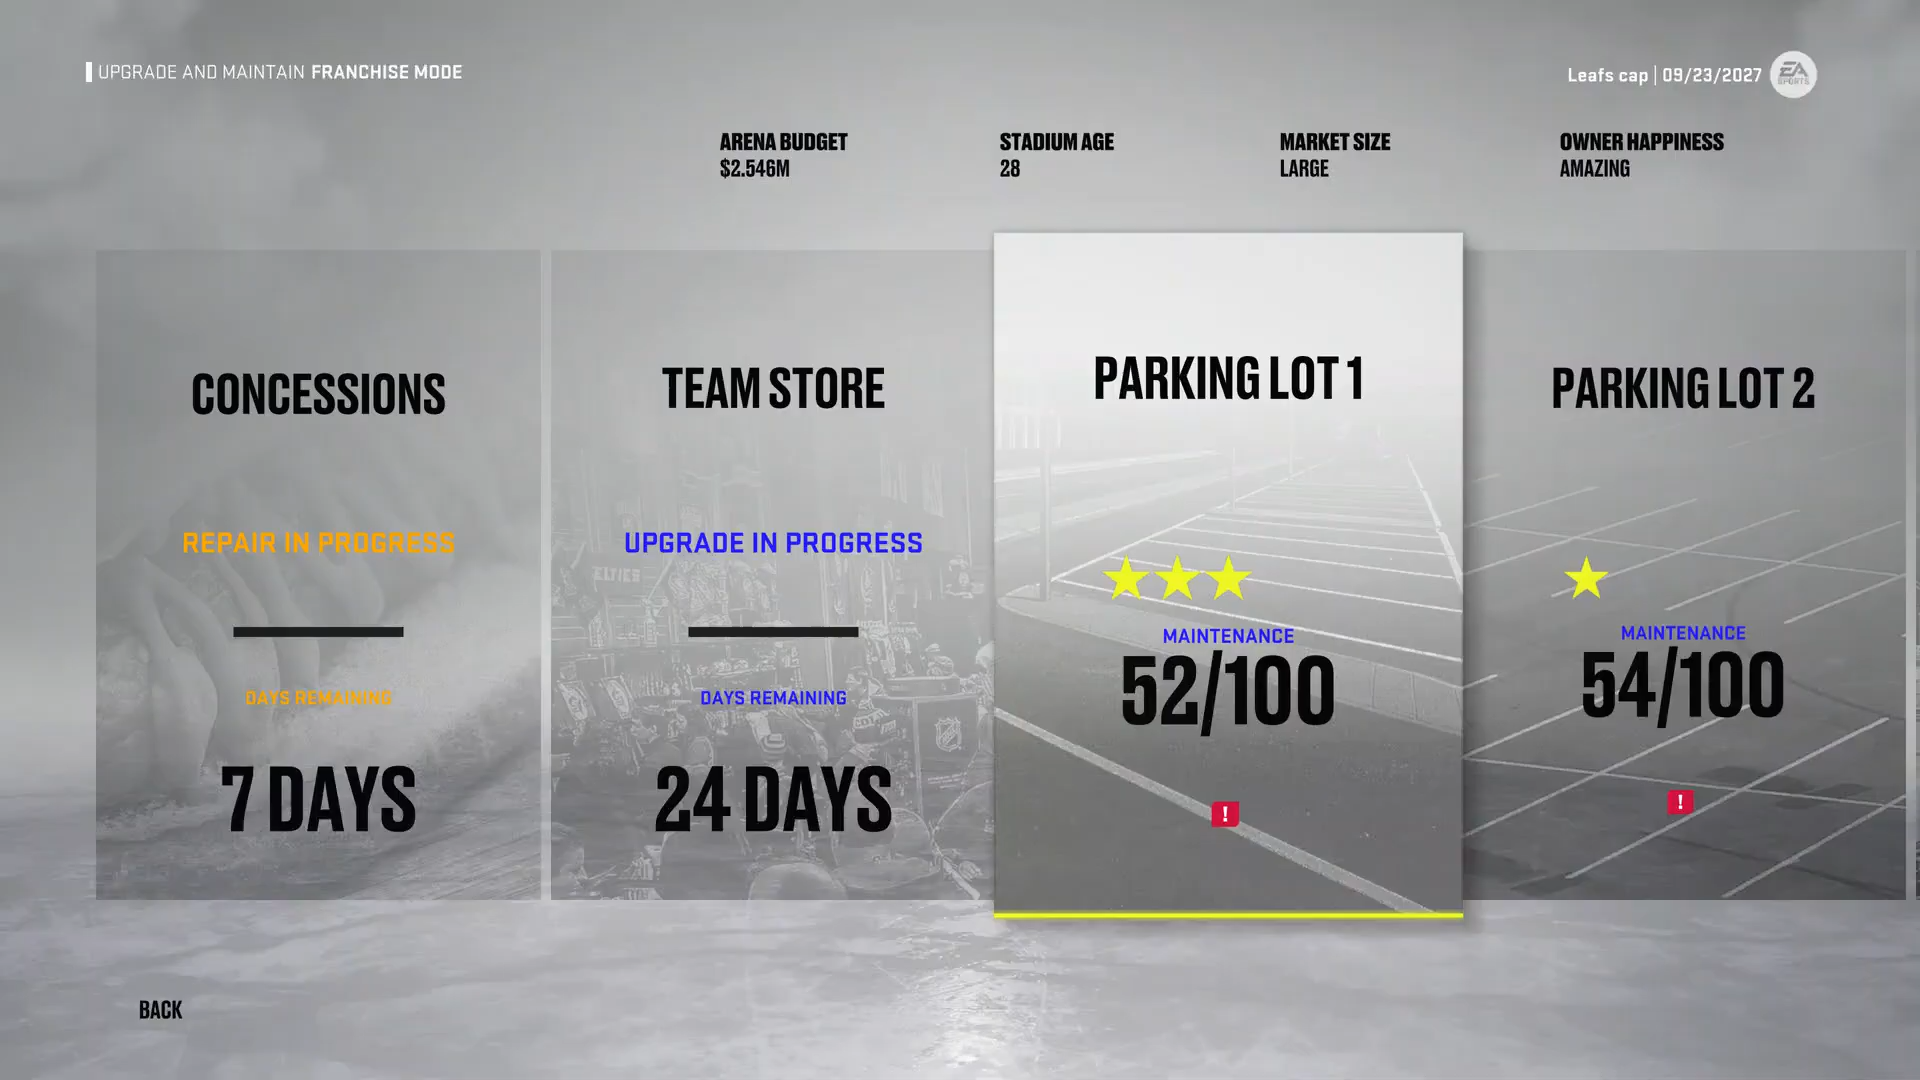 UPGRADE AND MAINTAIN FRANCHISE MODE
Leafs cap | 09/23/2027
EA SPORTS
ARENA BUDGET
$2.546M
STADIUM AGE
28
MARKET SIZE
LARGE
OWNER HAPPINESS
AMAZING
CONCESSIONS
REPAIR IN PROGRESS
DAYS REMAINING
7 DAYS
TEAM STORE
UPGRADE IN PROGRESS
DAYS REMAINING
24 DAYS
PARKING LOT 1
MAINTENANCE
52/100
!
PARKING LOT 2
MAINTENANCE
54/100
!
BACK